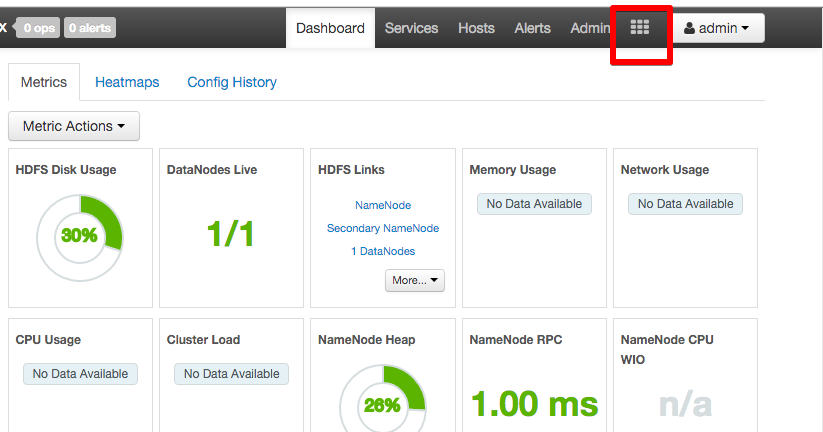 x 0 ops 0 alerts Dashboard Services Hosts Alerts Admin admin
Metrics Heatmaps Config History
Metric Actions
HDFS Disk Usage
30%
DataNodes Live
1/1
HDFS Links
NameNode
Secondary NameNode
1 DataNodes
More...
Memory Usage
No Data Available
Network Usage
No Data Available
CPU Usage
No Data Available
Cluster Load
No Data Available
NameNode Heap
26%
NameNode RPC
1.00 ms
NameNode CPU
WIO
n/a